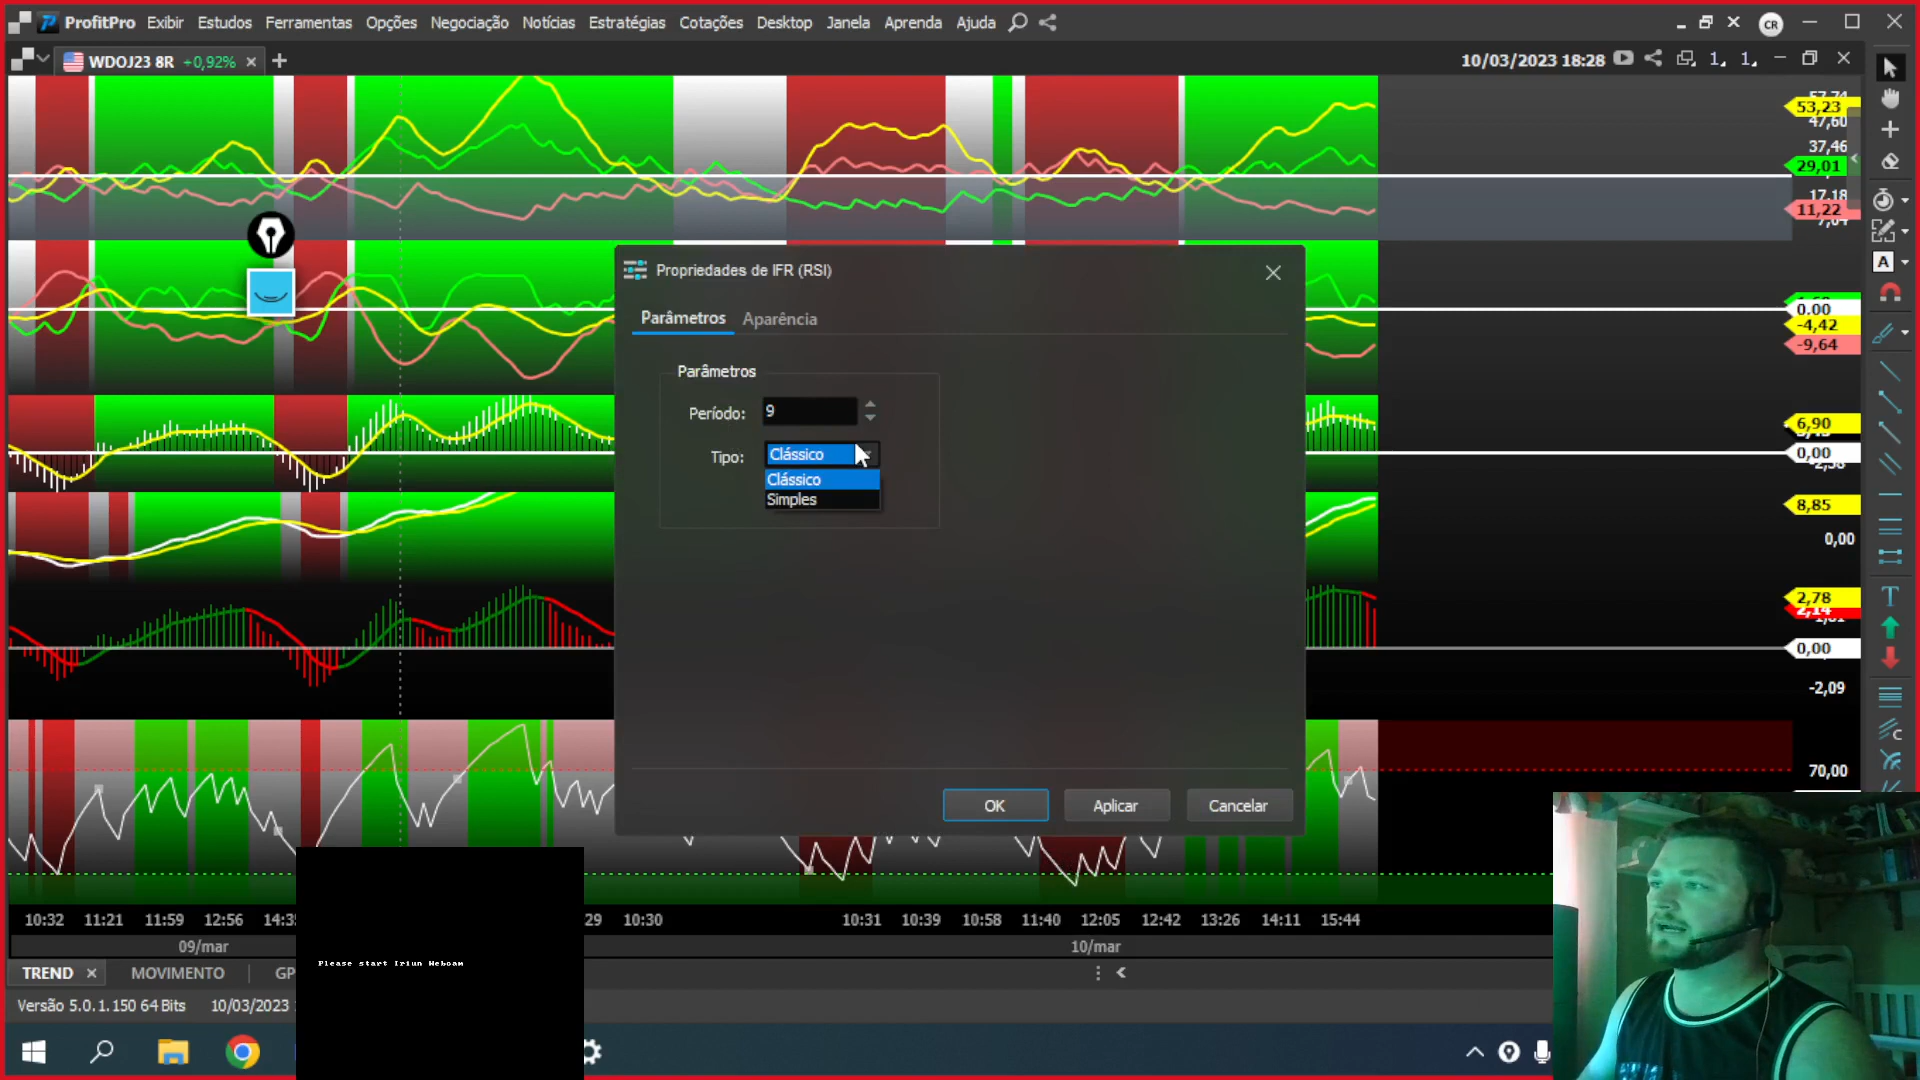 ProfitPro Exibir Estudos Ferramentas Opções Negociação Notícias Estratégias Cotações Desktop Janela Aprenda Ajuda
CR
WDOJ23 8R +0,92%
10/03/2023 18:28
1
1
53,23
47,60
37,46
29,01
17,18
11,22
0.00
-4,42
-9,64
6,90
0,00
8,85
0,00
2,78
0,00
-2,09
70,00
A
T
C
Propriedades de IFR (RSI)
Parâmetros Aparência
Parâmetros
Período: 9
Tipo: Clássico
Clássico
Simples
OK Aplicar Cancelar
10:32 11:21 11:59 12:56 14:35 29 10:30 10:31 10:39 10:58 11:40 12:05 12:42 13:26 14:11 15:44
09/mar 10/mar
TREND MOVIMENTO GP
Please start Iriun Webcam
Versão 5.0.1.150 64 Bits 10/03/2023